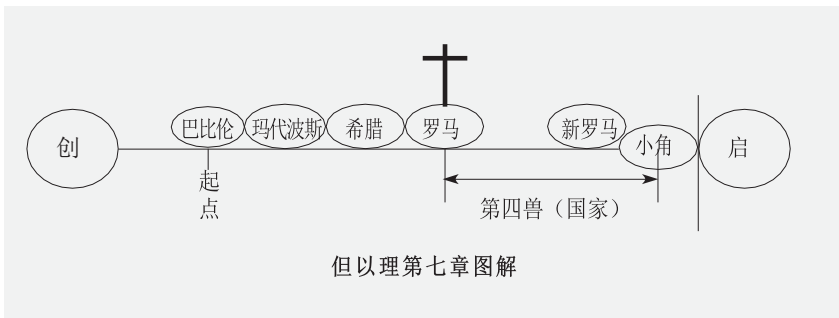 创 巴比伦 玛代波斯 希腊 罗马 新罗马 小角 启
起
点
第四兽（国家）
但以理第七章图解